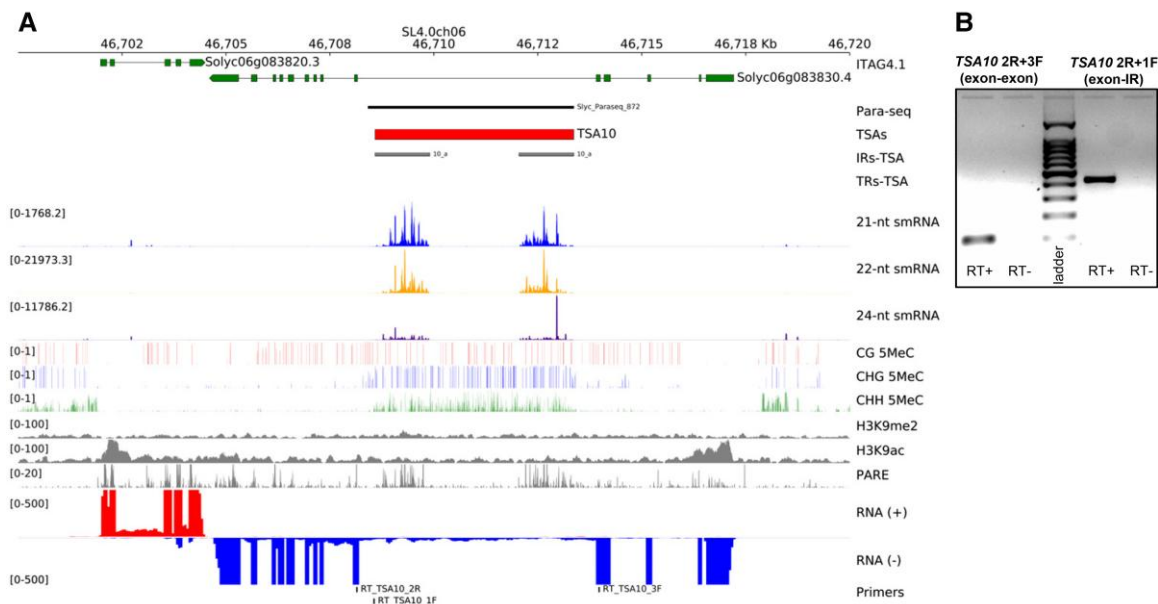 A
SL4.0ch06
46,702 46,705 46,708 46,710 46,712 46,715 46,718 Kb 46,720
Solyc06g083820.3
ITAG4.1
Solyc06g083830.4
Slyc_Paraseq_872
Para-seq
TSA10
TSAs
10_a 10_a
IRs-TSA
TRs-TSA
[0-1768.2]
21-nt smRNA
[0-21973.3]
22-nt smRNA
[0-11786.2]
24-nt smRNA
[0-1]
CG 5MeC
[0-1]
CHG 5MeC
[0-1]
CHH 5MeC
[0-100]
H3K9me2
[0-100]
H3K9ac
[0-20]
PARE
[0-500]
RNA (+)
RNA (-)
[0-500]
RT_TSA10_2R RT_TSA10_3F
Primers
RT_TSA10_1F
B
TSA10 2R+3F TSA10 2R+1F
(exon-exon) (exon-IR)
RT+ RT- ladder RT+ RT-